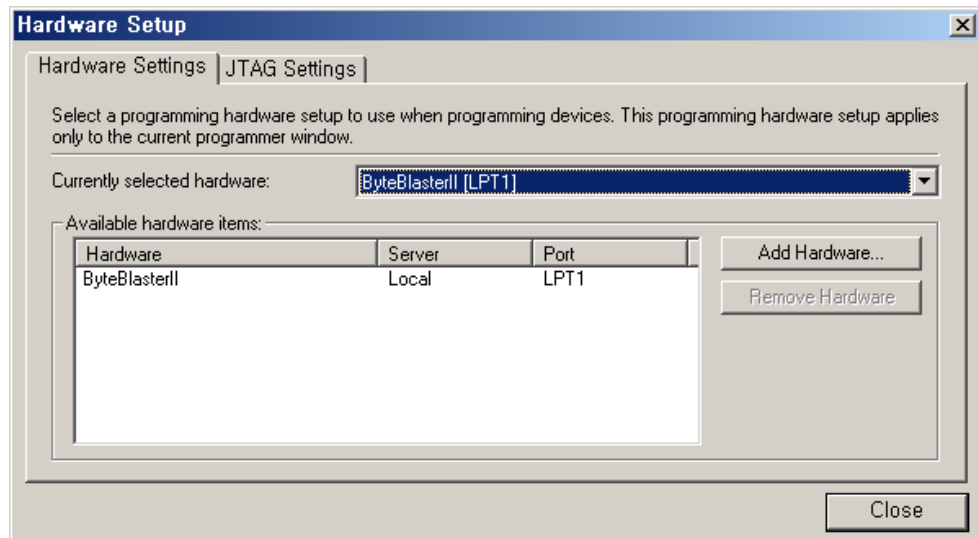 Hardware Setup
Hardware Settings
JTAG Settings
Select a programming hardware setup to use when programming devices. This programming hardware setup applies
only to the current programmer window.
Currently selected hardware:
ByteBlasterII [LPT1]
Available hardware items:
Hardware Server Port
ByteBlasterII Local LPT1
Add Hardware...
Remove Hardware
Close